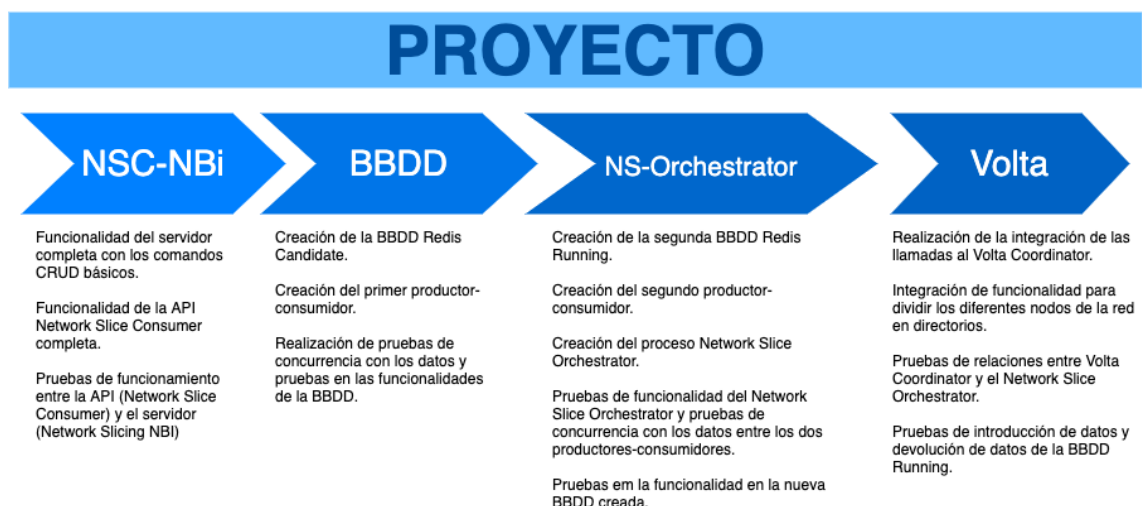 PROYECTO
NSC-NBi
Funcionalidad del servidor
completa con los comandos
CRUD básicos.
Funcionalidad de la API
Network Slice Consumer
completa.
Pruebas de funcionamiento
entre la API (Network Slice
Consumer) y el servidor
(Network Slicing NBI)
BBDD
Creación de la BBDD Redis
Candidate.
Creación del primer productor-
consumidor.
Realización de pruebas de
concurrencia con los datos y
pruebas en las funcionalidades
de la BBDD.
NS-Orchestrator
Creación de la segunda BBDD Redis
Running.
Creación del segundo productor-
consumidor.
Creación del proceso Network Slice
Orchestrator.
Pruebas de funcionalidad del Network
Slice Orchestrator y pruebas de
concurrencia con los datos entre los dos
productores-consumidores.
Pruebas em la funcionalidad en la nueva
BBDD creada.
Volta
Realización de la integración de las
llamadas al Volta Coordinator.
Integración de funcionalidad para
dividir los diferentes nodos de la red
en directorios.
Pruebas de relaciones entre Volta
Coordinator y el Network Slice
Orchestrator.
Pruebas de introducción de datos y
devolución de datos de la BBDD
Running.